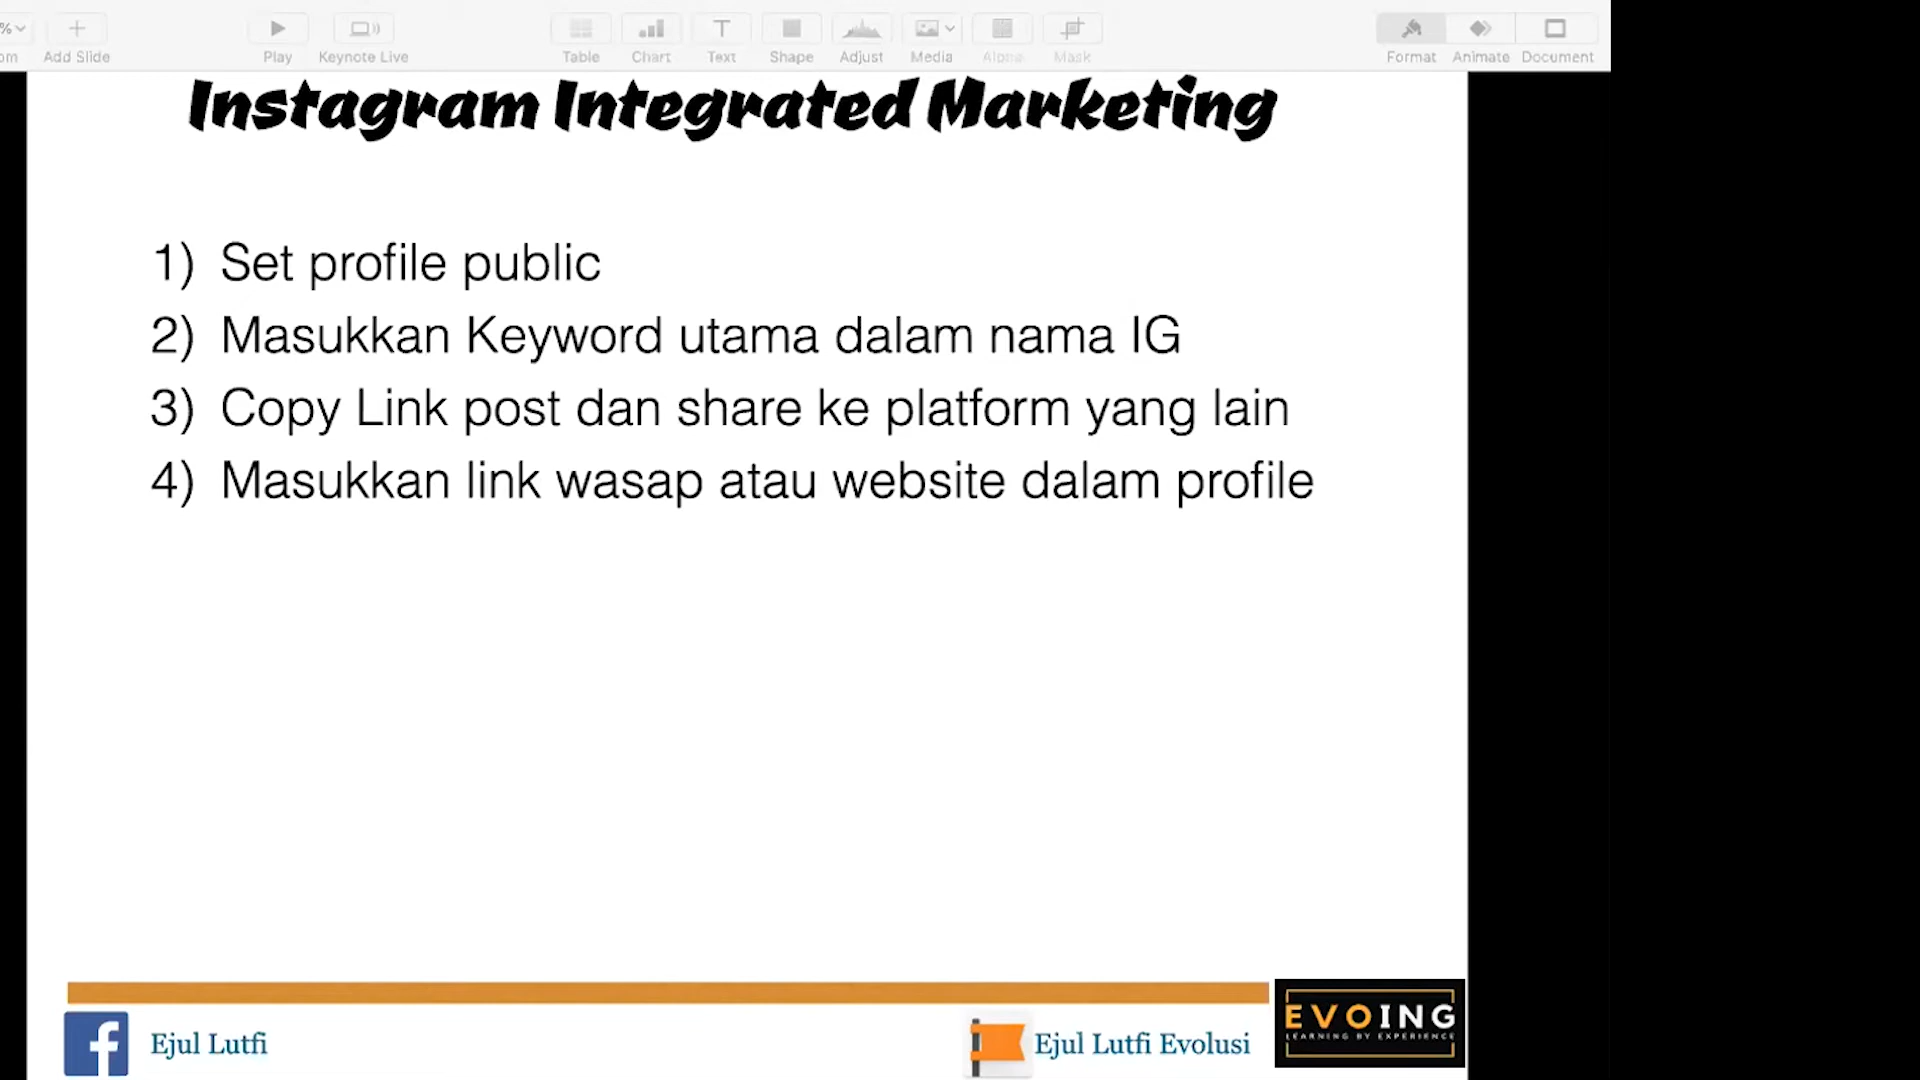 %
om
Add Slide
Play
Keynote Live
Table
Chart
Text
Shape
Adjust
Media
Alpha
Mask
Format
Animate
Document
Instagram Integrated Marketing
1) Set profile public
2) Masukkan Keyword utama dalam nama IG
3) Copy Link post dan share ke platform yang lain
4) Masukkan link wasap atau website dalam profile
Ejul Lutfi
Ejul Lutfi Evolusi
EVOING
LEARNING BY EXPERIENCE